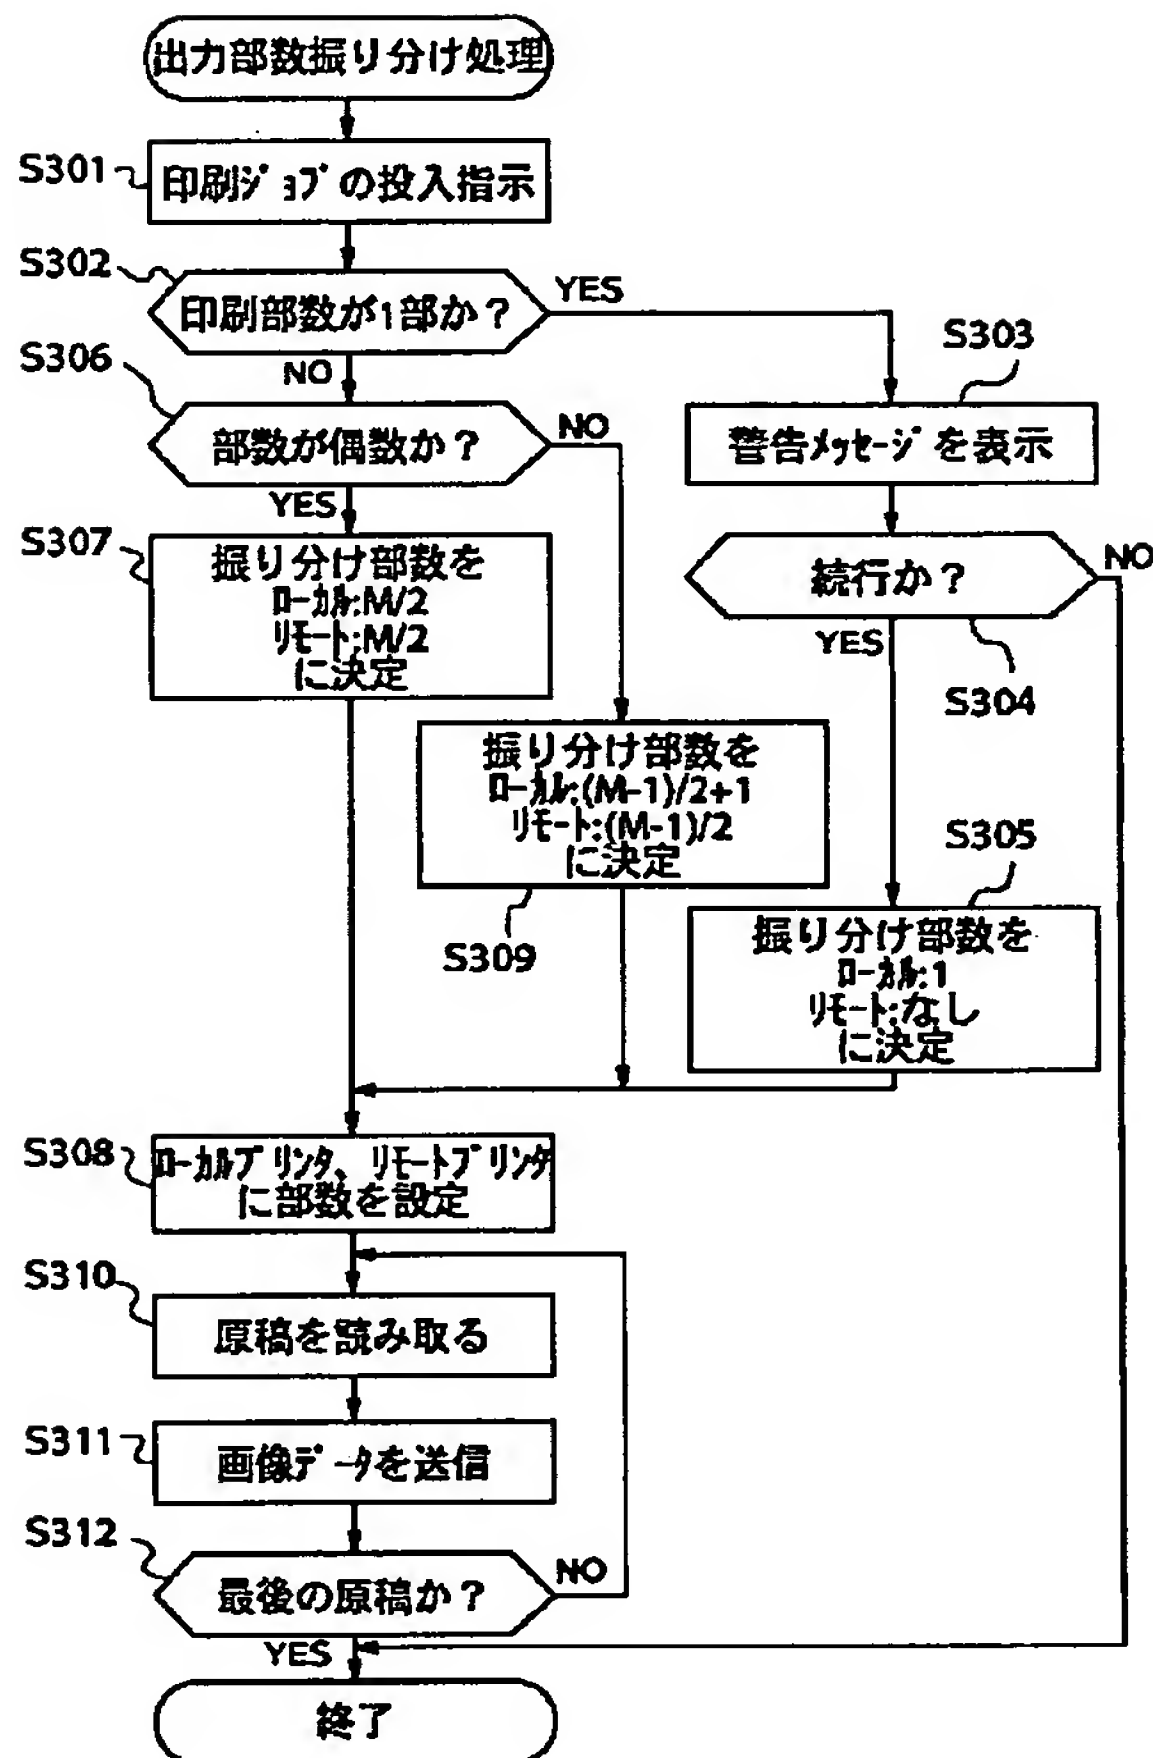 出力部数振り分け処理
S301
印刷ジョブの投入指示
S302
印刷部数が1部か？
YES
NO
S303
警告メッセージを表示
S306
部数が偶数か？
NO
YES
続行か？
NO
YES
S304
S307
振り分け部数を
ローカル:M/2
リモート:M/2
に決定
振り分け部数を
ローカル:(M-1)/2+1
リモート:(M-1)/2
に決定
S309
S305
振り分け部数を
ローカル:1
リモート:なし
に決定
S308
ローカルプリンタ、リモートプリンタ
に部数を設定
S310
原稿を読み取る
S311
画像データを送信
S312
最後の原稿か？
NO
YES
終了